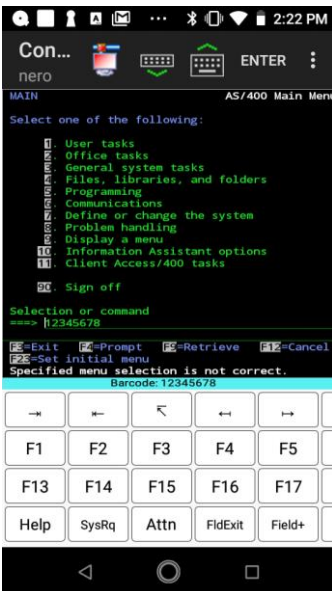 2:22 PM
Con...
nero
ENTER
MAIN AS/400 Main Menu
Select one of the following:
1. User tasks
2. Office tasks
3. General system tasks
4. Files, libraries, and folders
5. Programming
6. Communications
7. Define or change the system
8. Problem handling
9. Display a menu
10. Information Assistant options
11. Client Access/400 tasks
90. Sign off
Selection or command
===> 12345678
F3=Exit F4=Prompt F9=Retrieve F12=Cancel
F23=Set initial menu
Specified menu selection is not correct.
Barcode: 12345678
F1 F2 F3 F4 F5
F13 F14 F15 F16 F17
Help SysRq Attn FldExit Field+